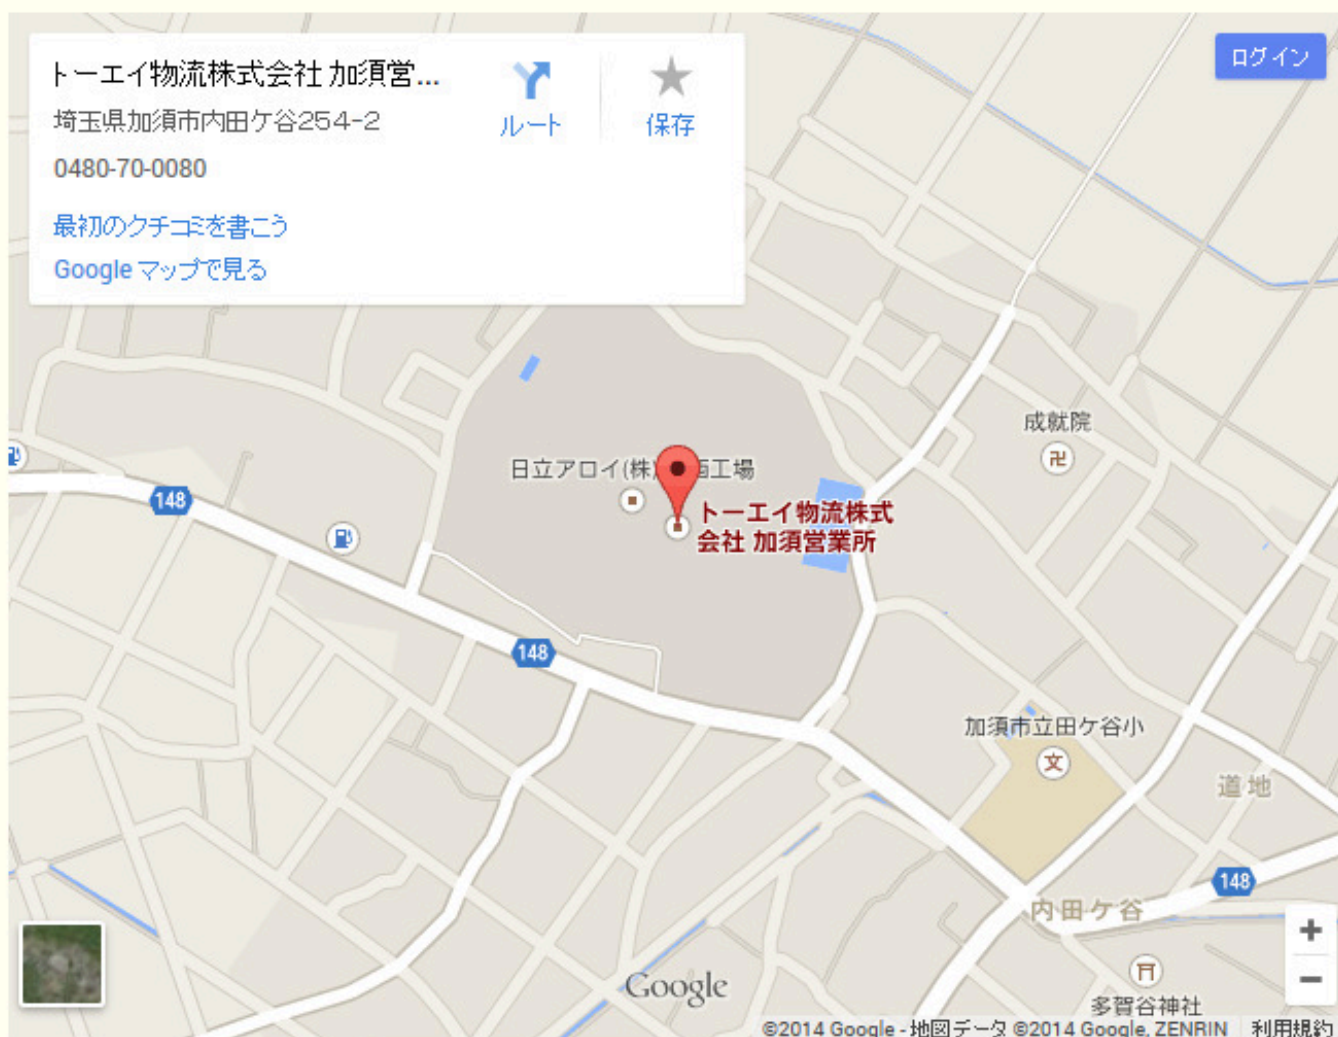 トーエイ物流株式会社 加須営...
埼玉県加須市内田ケ谷254-2
0480-70-0080
最初のクチコミを書こう
Google マップで見る
ルート
保存
ログイン
成就院
卍
日立アロイ(株) 工場
トーエイ物流株式
会社 加須営業所
148
148
加須市立田ケ谷小
文
道地
148
内田ケ谷
+
−
多賀谷神社
Google
©2014 Google - 地図データ ©2014 Google, ZENRIN
利用規約